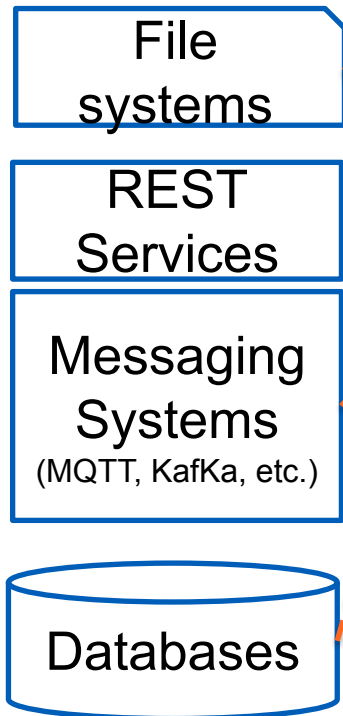 File
systems
REST
Services
Messaging
Systems
(MQTT, KafKa, etc.)
Databases